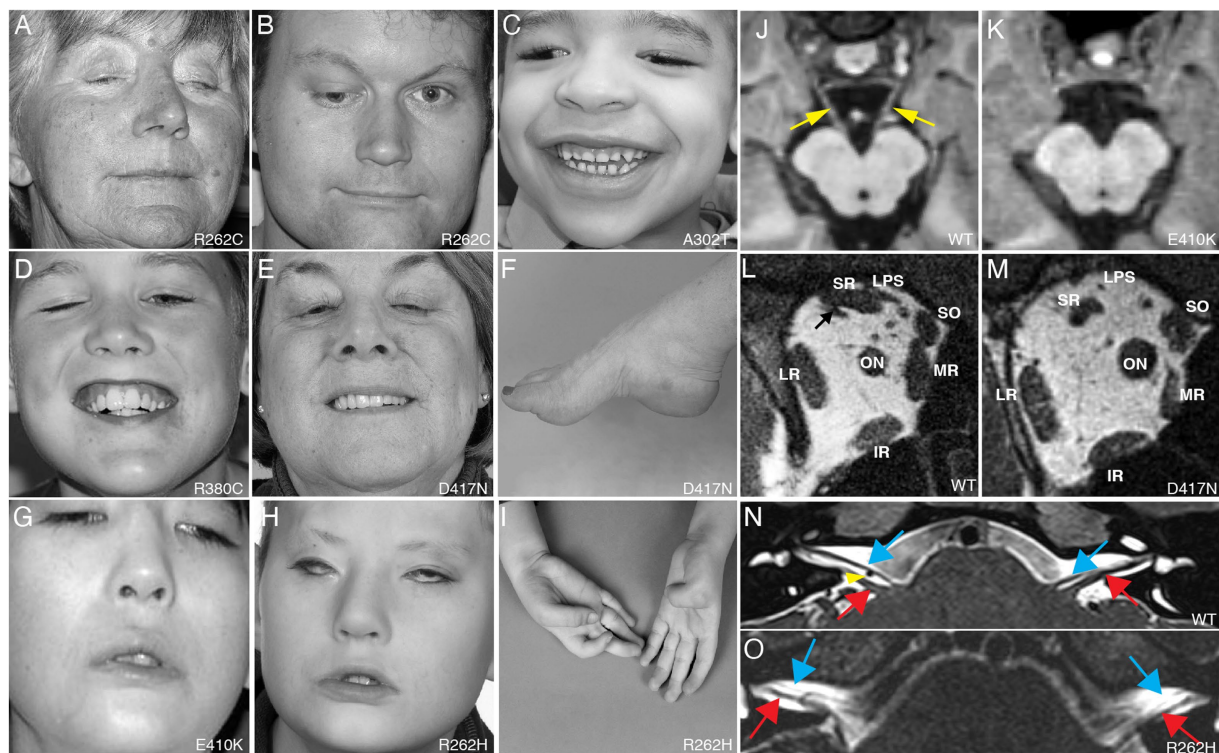 A
R262C
B
R262C
C
A302T
J
WT
K
E410K
D
R380C
E
D417N
F
D417N
L
SR
LPS
SO
LR
ON
MR
IR
WT
M
LPS
SR
SO
ON
LR
MR
IR
D417N
G
E410K
H
R262H
I
R262H
N
WT
O
R262H